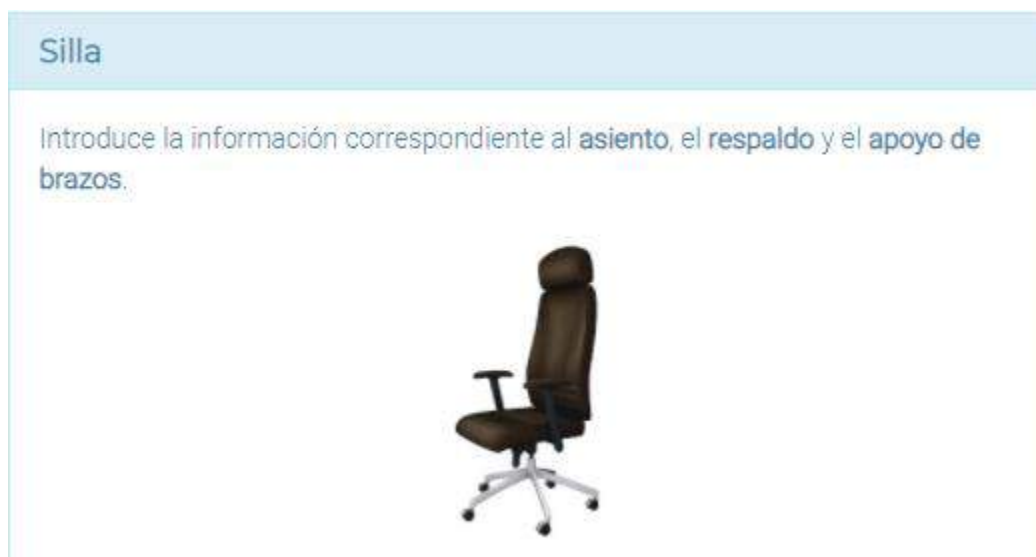 Silla
Introduce la información correspondiente al asiento, el respaldo y el apoyo de
brazos.